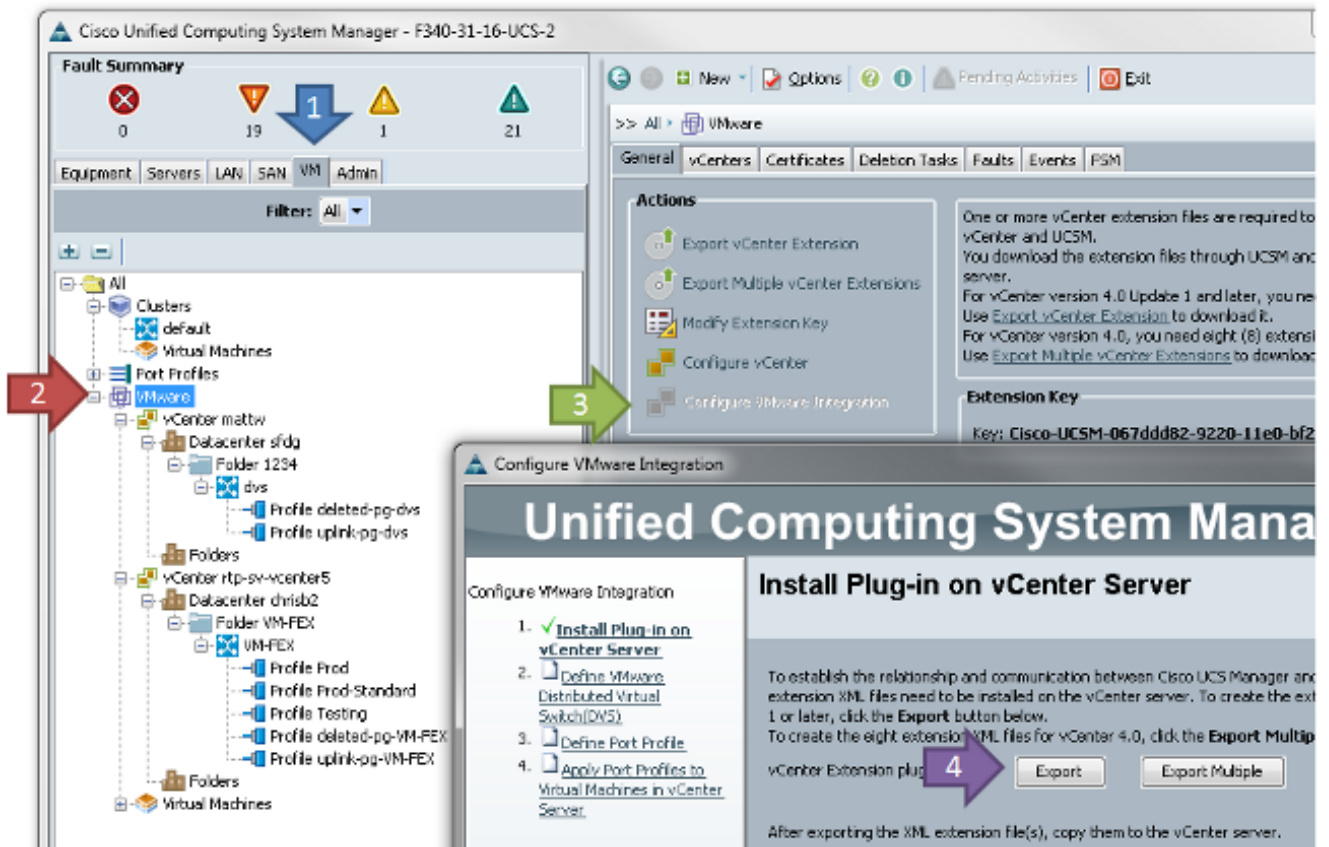 Cisco Unified Computing System Manager - F340-31-16-UCS-2
Fault Summary
0 19 1 21
1
Equipment Servers LAN SAN VM Admin
Filter: All
All
Clusters
default
Virtual Machines
Port Profiles
2
VMware
vCenter mattw
Datacenter sfdg
Folder 1234
dvs
Profile deleted-pg-dvs
Profile uplink-pg-dvs
Folders
vCenter rtp-sv-vcenter5
Datacenter chrisb2
Folder VM-FEX
VM-FEX
Profile Prod
Profile Prod-Standard
Profile Testing
Profile deleted-pg-VM-FEX
Profile uplink-pg-VM-FEX
Folders
Virtual Machines
New Options Pending Activities Exit
>> All VMware
General vCenters Certificates Deletion Tasks Faults Events FSM
Actions
Export vCenter Extension
Export Multiple vCenter Extensions
Modify Extension Key
Configure vCenter
3
Configure VMware Integration
One or more vCenter extension files are required to
vCenter and UCSM.
You download the extension files through UCSM and
server.
For vCenter version 4.0 Update 1 and later, you ne
Use Export vCenter Extension to download it.
For vCenter version 4.0, you need eight (8) extensi
Use Export Multiple vCenter Extensions to downloac
Extension Key
Key: Cisco-UCSM-067ddd82-9220-11e0-bf2
Configure VMware Integration
Unified Computing System Mana
Configure VMware Integration
1. Install Plug-in on
vCenter Server
2. Define VMware
Distributed Virtual
Switch(DVS)
3. Define Port Profile
4. Apply Port Profiles to
Virtual Machines in vCenter
Server
Install Plug-in on vCenter Server
To establish the relationship and communication between Cisco UCS Manager and
extension XML files need to be installed on the vCenter server. To create the ext
1 or later, click the Export button below.
To create the eight extension XML files for vCenter 4.0, click the Export Multip
vCenter Extension plug
4
Export Export Multiple
After exporting the XML extension file(s), copy them to the vCenter server.